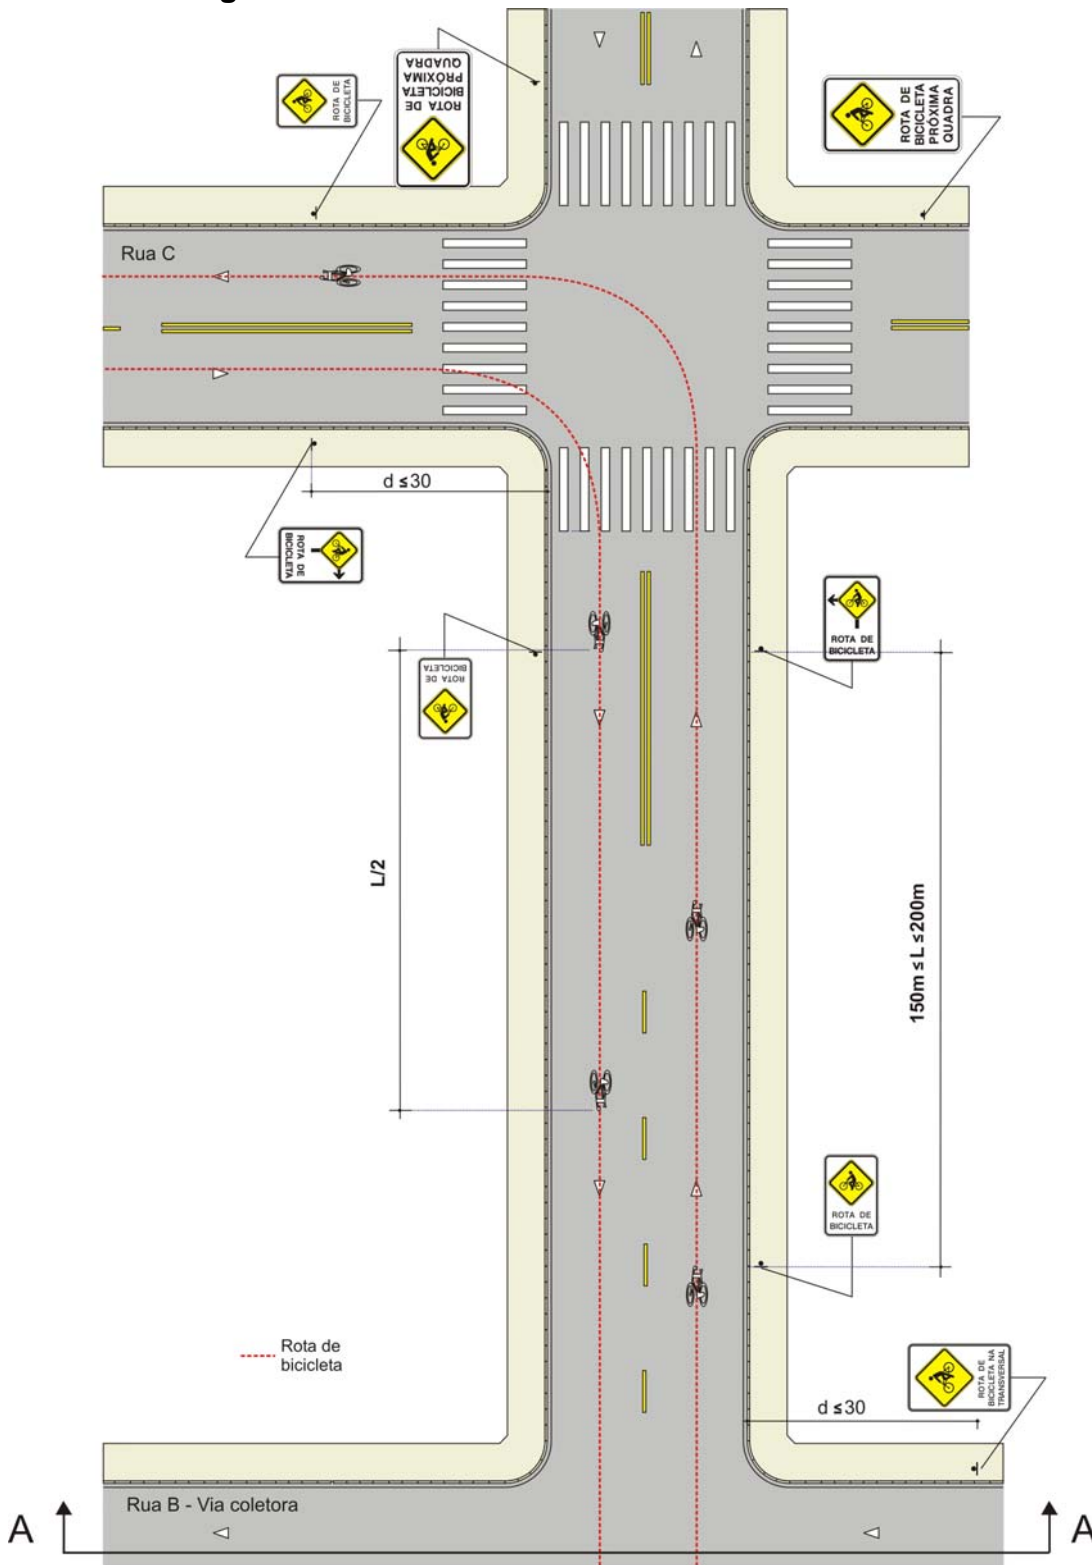 ROTA DE
BICICLETA
ROTA DE
BICICLETA
PRÓXIMA
QUADRA
ROTA DE
BICICLETA
PRÓXIMA
QUADRA
Rua C
d ≤30
ROTA DE
BICICLETA
ROTA DE
BICICLETA
ROTA DE
BICICLETA
L/2
150m ≤ L ≤200m
ROTA DE
BICICLETA
Rota de
bicicleta
ROTA DE
BICICLETA NA
TRANSVERSAL
d ≤30
Rua B - Via coletora
A
A